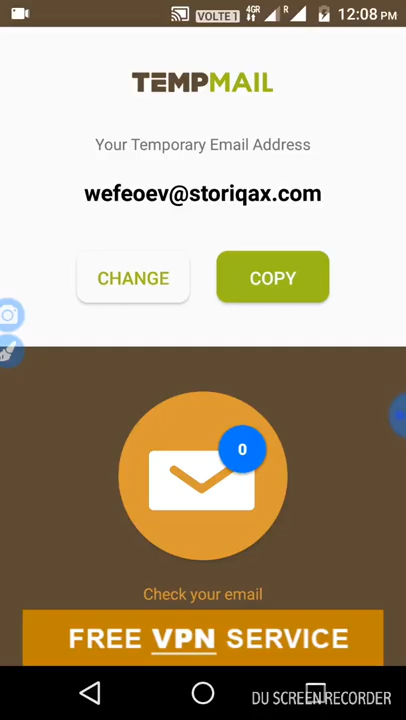 VOLTE 1 4GR R 12:08 PM
TEMPMAIL
Your Temporary Email Address
wefeoev@storiqax.com
CHANGE COPY
0
Check your email
FREE VPN SERVICE
DU SCREEN RECORDER